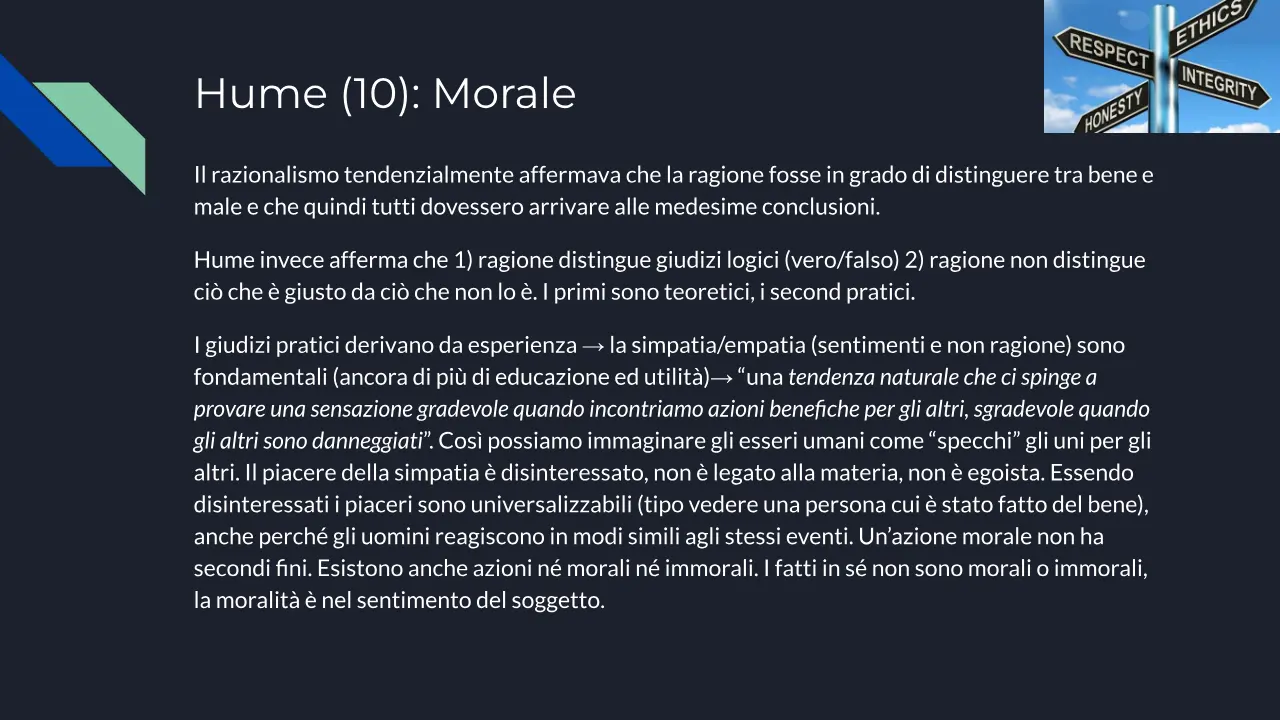 RESPECT
ETHICS
INTEGRITY
HONESTY
Hume (10): Morale
Il razionalismo tendenzialmente affermava che la ragione fosse in grado di distinguere tra bene e
male e che quindi tutti dovessero arrivare alle medesime conclusioni.
Hume invece afferma che 1) ragione distingue giudizi logici (vero/falso) 2) ragione non distingue
ciò che è giusto da ciò che non lo è. I primi sono teoretici, i second pratici.
I giudizi pratici derivano da esperienza → la simpatia/empatia (sentimenti e non ragione) sono
fondamentali (ancora di più di educazione ed utilità)→ “una tendenza naturale che ci spinge a
provare una sensazione gradevole quando incontriamo azioni benefiche per gli altri, sgradevole quando
gli altri sono danneggiati”. Così possiamo immaginare gli esseri umani come “specchi” gli uni per gli
altri. Il piacere della simpatia è disinteressato, non è legato alla materia, non è egoista. Essendo
disinteressati i piaceri sono universalizzabili (tipo vedere una persona cui è stato fatto del bene),
anche perché gli uomini reagiscono in modi simili agli stessi eventi. Un’azione morale non ha
secondi fini. Esistono anche azioni né morali né immorali. I fatti in sé non sono morali o immorali,
la moralità è nel sentimento del soggetto.